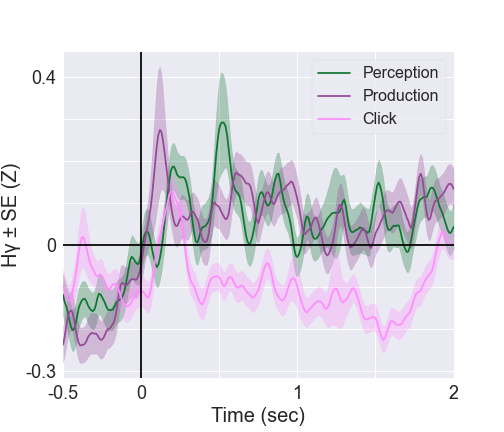 Perception
Production
Click
Hγ ± SE (Z)
0.4
0
-0.3
-0.5
0
1
2
Time (sec)